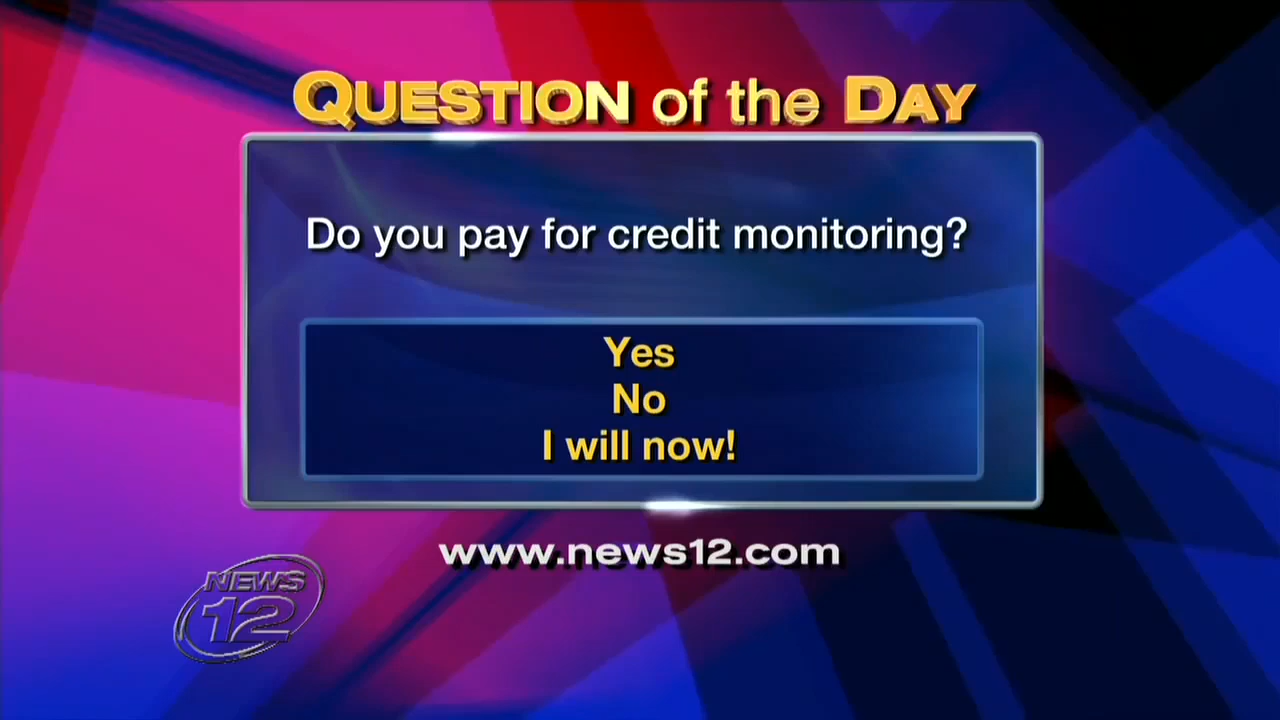 QUESTION of the DAY
Do you pay for credit monitoring?
Yes
No
I will now!
www.news12.com
NEWS
12